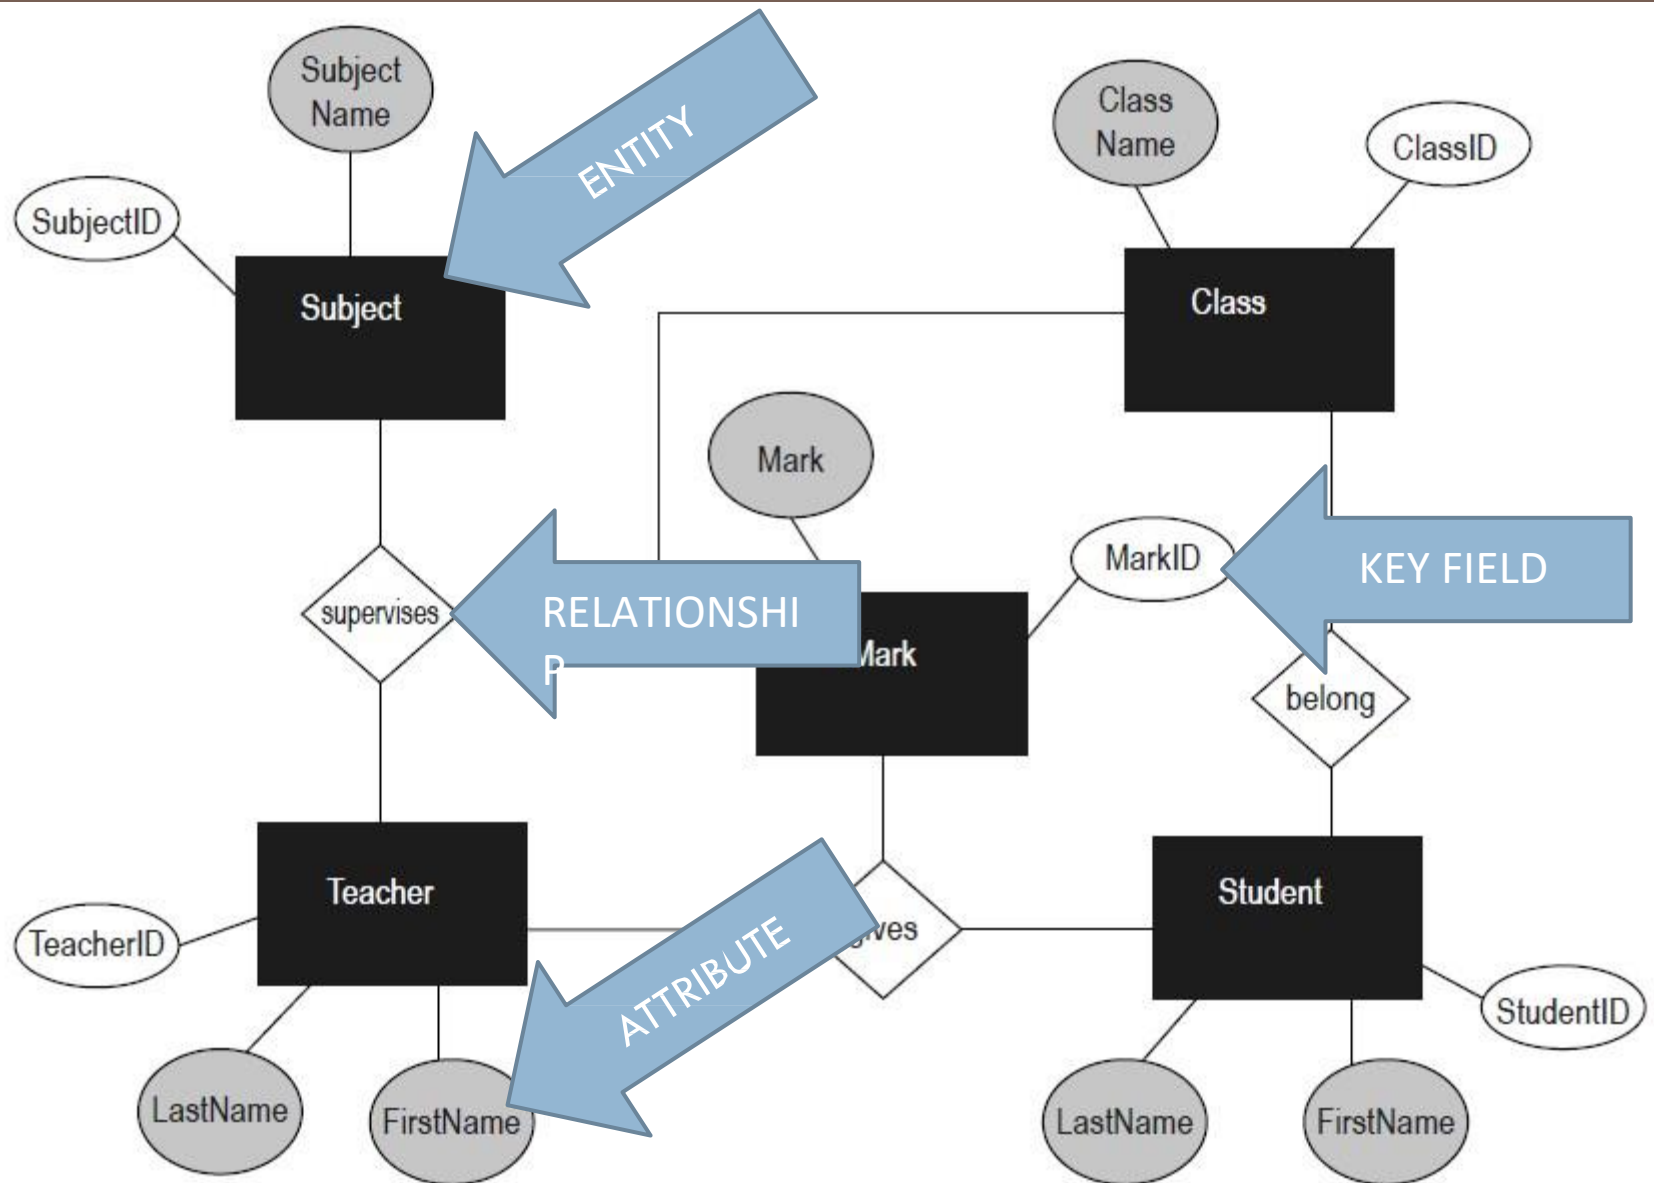 Subject
Name
ENTITY
Class
Name
ClassID
SubjectID
Subject
Class
Mark
MarkID
KEY FIELD
supervises
RELATIONSHI
P
Mark
belong
Teacher
Student
gives
ATTRIBUTE
TeacherID
StudentID
LastName
FirstName
LastName
FirstName